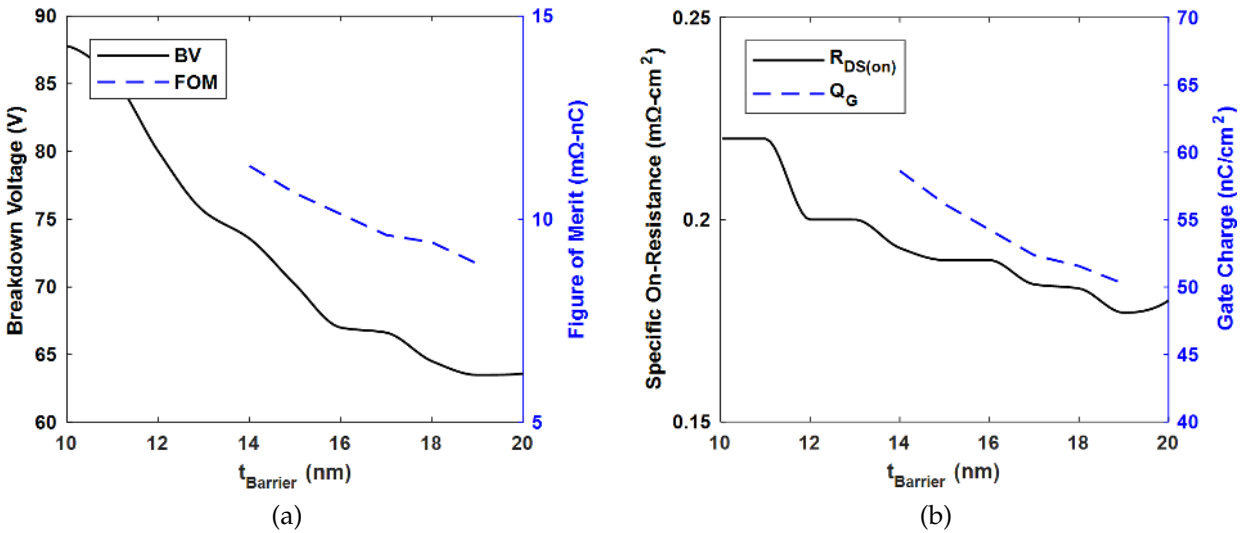 90
85
80
75
70
65
60
Breakdown Voltage (V)
BV
FOM
15
10
5
Figure of Merit (mΩ-nC)
10 12 14 16 18 20
t_Barrier (nm)
(a)
0.25
0.2
0.15
Specific On-Resistance (mΩ-cm²)
R_DS(on)
Q_G
70
65
60
55
50
45
40
Gate Charge (nC/cm²)
10 12 14 16 18 20
t_Barrier (nm)
(b)